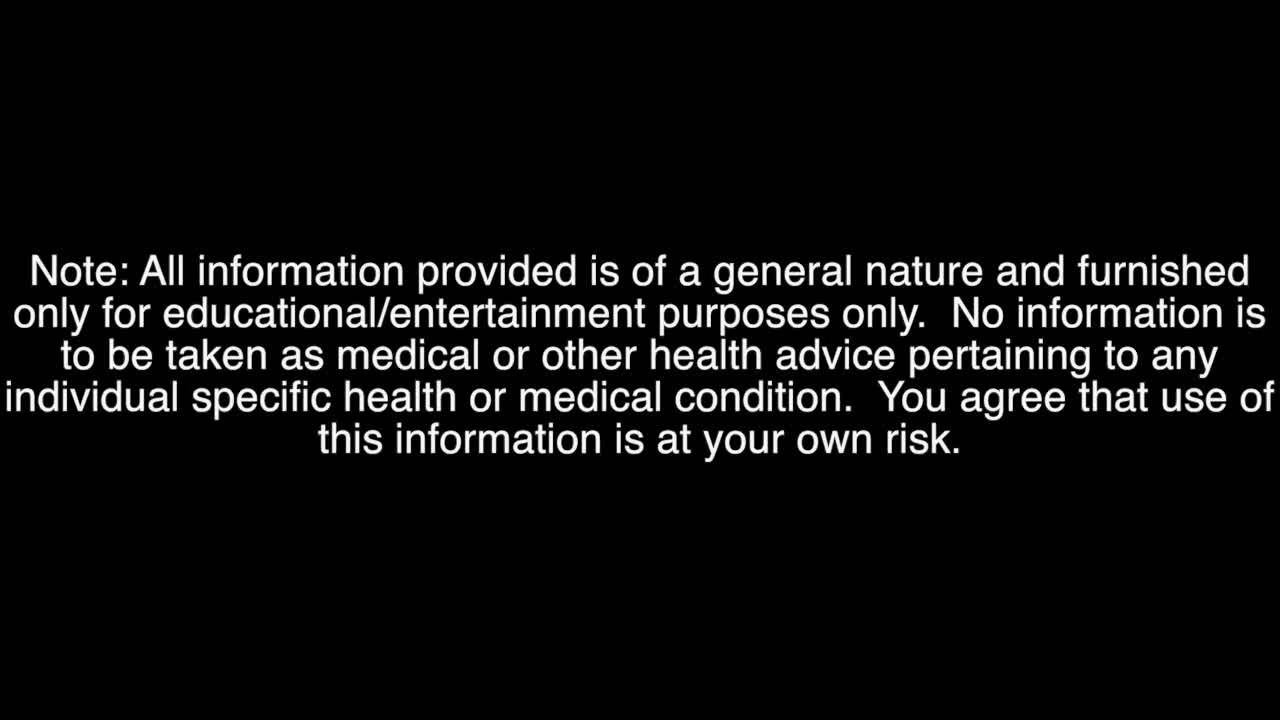 Note: All information provided is of a general nature and furnished
only for educational/entertainment purposes only.  No information is
to be taken as medical or other health advice pertaining to any
individual specific health or medical condition.  You agree that use of
this information is at your own risk.